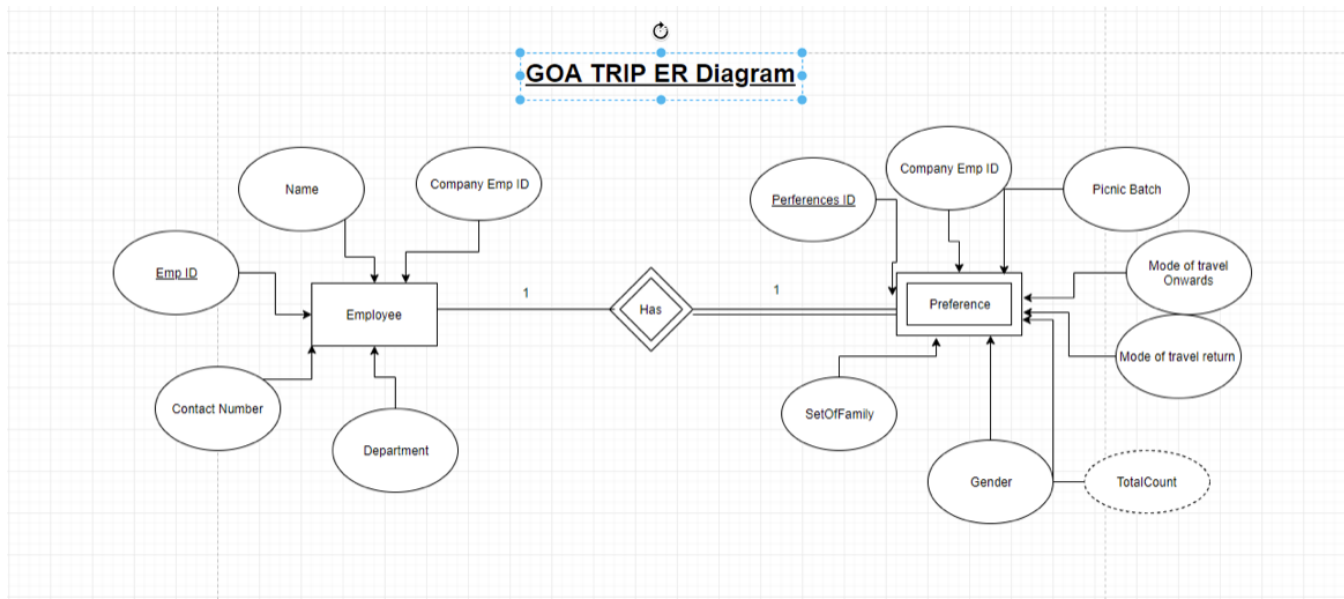 GOA TRIP ER Diagram
Name
Company Emp ID
Emp ID
Employee
Contact Number
Department
1
Has
1
Perferences ID
Company Emp ID
Picnic Batch
Mode of travel
Onwards
Preference
Mode of travel return
SetOfFamily
Gender
TotalCount